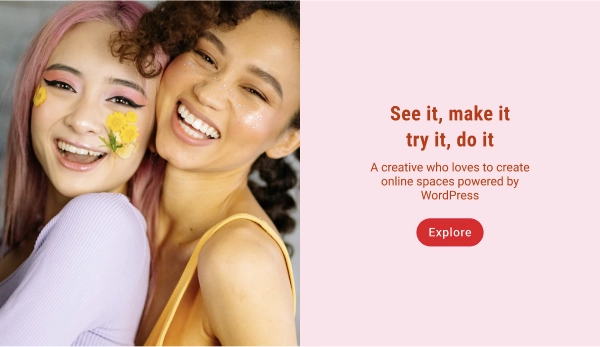 See it, make it
try it, do it
A creative who loves to create
online spaces powered by
WordPress
Explore